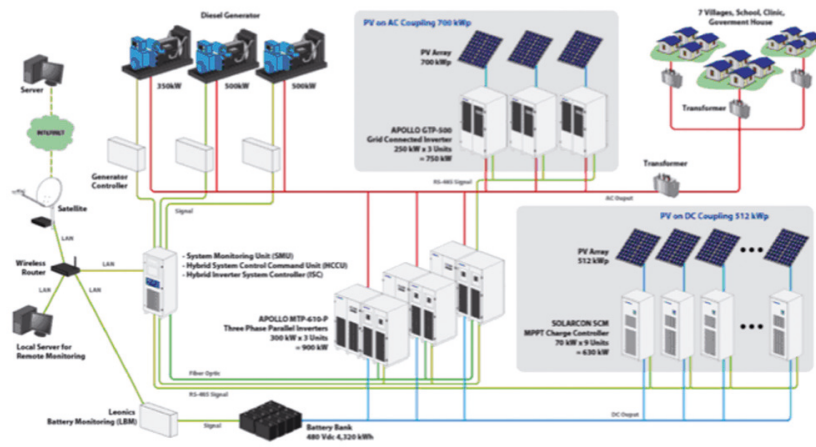 Diesel Generator
350kW
500kW
500kW
Server
INTERNET
Satellite
LAN
Wireless
Router
LAN
LAN
LAN
Local Server for
Remote Monitoring
Generator
Controller
Signal
PV on AC Coupling 700 kWp
PV Array
700 kWp
APOLLO GTP-500
Grid Connected Inverter
250 kW x 3 Units
= 750 kW
RS-485 Signal
7 Villages, School, Clinic,
Goverment House
Transformer
Transformer
AC Ouput
- System Monitoring Unit (SMU)
- Hybrid System Control Command Unit (HCCU)
- Hybrid Inverter System Controller (ISC)
APOLLO MTP-610-P
Three Phase Parallel Inverters
300 kW x 3 Units
= 900 kW
PV on DC Coupling 512 kWp
PV Array
512 kWp
SOLARCON SCM
MPPT Charge Controller
70 kW x 9 Units
= 630 kW
Fiber Optic
RS-485 Signal
Leonics
Battery Monitoring (LBM)
Signal
Battery Bank
480 Vdc 4,320 kWh
DC Ouput